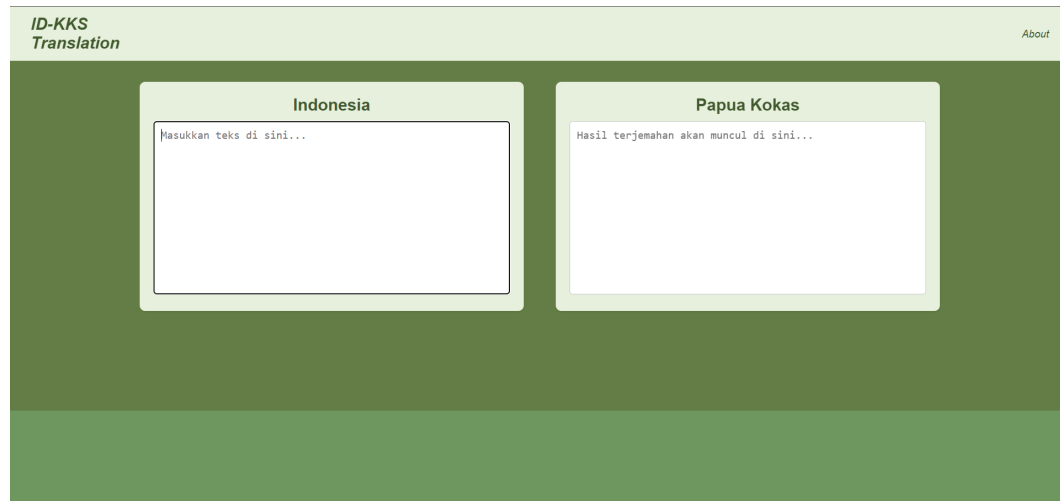 ID-KKS
Translation
About
Indonesia
Masukkan teks di sini...
Papua Kokas
Hasil terjemahan akan muncul di sini...